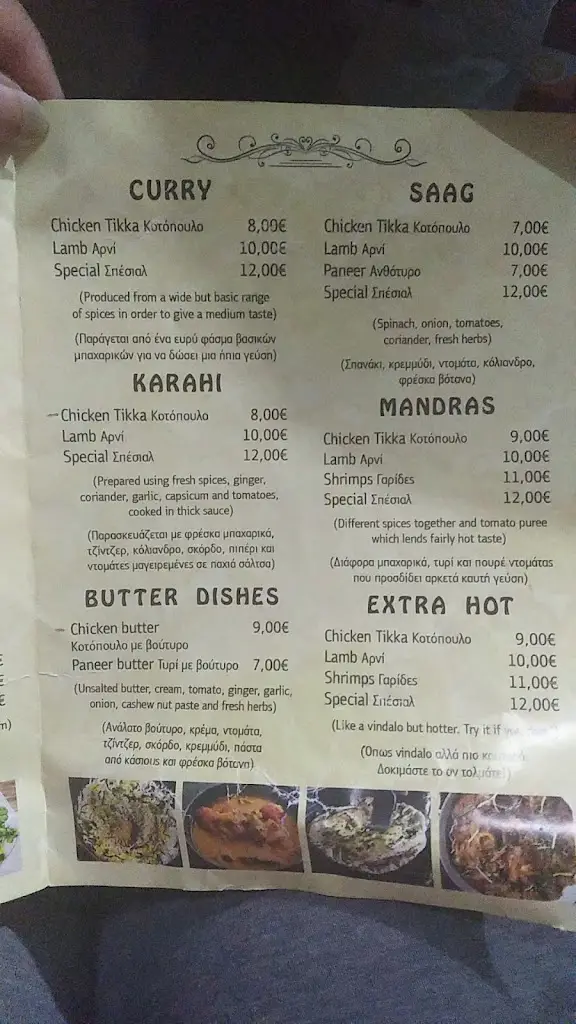 CURRY
Chicken Tikka Κοτόπουλο 8,00€
Lamb Αρνί 10,00€
Special Σπέσιαλ 12,00€
(Produced from a wide but basic range
of spices in order to give a medium taste)
(Παράγεται από ένα ευρύ φάσμα βασικών
μπαχαρικών για να δώσει μια ήπια γεύση)
KARAHI
Chicken Tikka Κοτόπουλο 8,00€
Lamb Αρνί 10,00€
Special Σπέσιαλ 12,00€
(Prepared using fresh spices, ginger,
coriander, garlic, capsicum and tomatoes,
cooked in thick sauce)
(Παρασκευάζεται με φρέσκα μπαχαρικά,
τζίντζερ, κόλιανδρο, σκόρδο, πιπέρι και
ντομάτες μαγειρεμένες σε παχιά σάλτσα)
BUTTER DISHES
Chicken butter 9,00€
Κοτόπουλο με βούτυρο
Paneer butter Τυρί με βούτυρο 7,00€
(Unsalted butter, cream, tomato, ginger, garlic,
onion, cashew nut paste and fresh herbs)
(Ανάλατο βούτυρο, κρέμα, ντομάτα,
τζίντζερ, σκόρδο, κρεμμύδι, πάστα
από κάσιους και φρέσκα βότανη)
SAAG
Chicken Tikka Κοτόπουλο 7,00€
Lamb Αρνί 10,00€
Paneer Ανθότυρο 7,00€
Special Σπέσιαλ 12,00€
(Spinach, onion, tomatoes,
coriander, fresh herbs)
(Σπανάκι, κρεμμύδι, ντομάτα, κόλιανδρο,
φρέσκα βότανα)
MANDRAS
Chicken Tikka Κοτόπουλο 9,00€
Lamb Αρνί 10,00€
Shrimps Γαρίδες 11,00€
Special Σπέσιαλ 12,00€
(Different spices together and tomato puree
which lends fairly hot taste)
(Διάφορα μπαχαρικά, τυρί και πουρέ ντομάτας
που προσδίδει αρκετά καυτή γεύση)
EXTRA HOT
Chicken Tikka Κοτόπουλο 9,00€
Lamb Αρνί 10,00€
Shrimps Γαρίδες 11,00€
Special Σπέσιαλ 12,00€
(Like a vindalo but hotter. Try it if
(Όπως vindalo αλλά πιο
Δοκιμάστε το αν τολμάτε!)